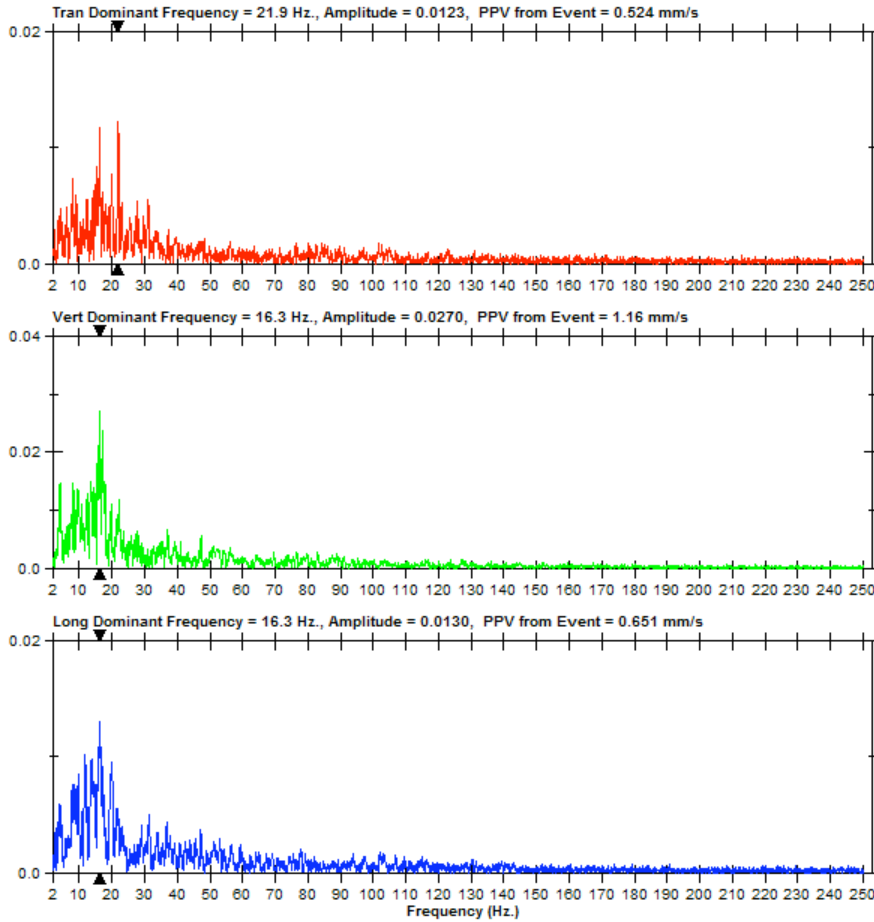 Tran Dominant Frequency = 21.9 Hz., Amplitude = 0.0123, PPV from Event = 0.524 mm/s
0.02
0.0
2 10 20 30 40 50 60 70 80 90 100 110 120 130 140 150 160 170 180 190 200 210 220 230 240 250
Vert Dominant Frequency = 16.3 Hz., Amplitude = 0.0270, PPV from Event = 1.16 mm/s
0.04
0.02
0.0
2 10 20 30 40 50 60 70 80 90 100 110 120 130 140 150 160 170 180 190 200 210 220 230 240 250
Long Dominant Frequency = 16.3 Hz., Amplitude = 0.0130, PPV from Event = 0.651 mm/s
0.02
0.0
2 10 20 30 40 50 60 70 80 90 100 110 120 130 140 150 160 170 180 190 200 210 220 230 240 250
Frequency (Hz.)